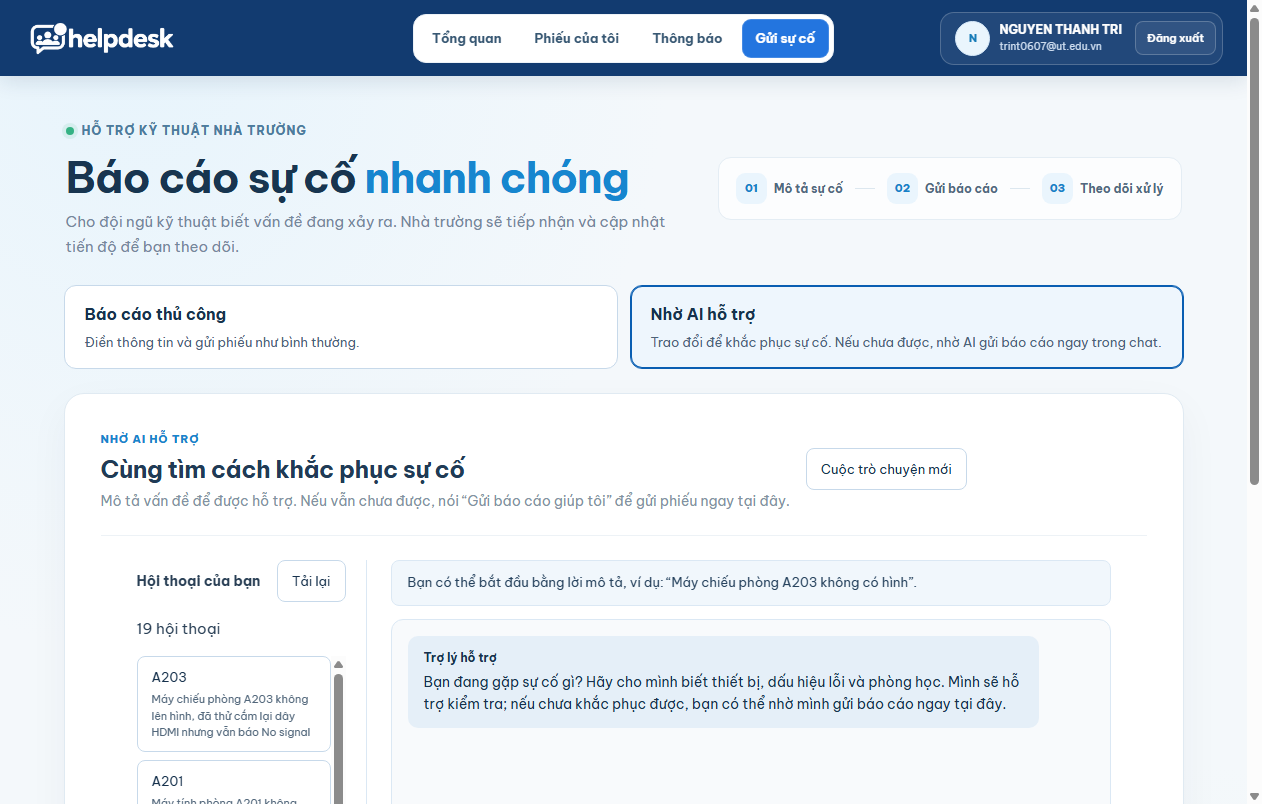 helpdesk
Tổng quan
Phiếu của tôi
Thông báo
Gửi sự cố
N
NGUYEN THANH TRI
trint0607@ut.edu.vn
Đăng xuất
HỖ TRỢ KỸ THUẬT NHÀ TRƯỜNG
Báo cáo sự cố nhanh chóng
Cho đội ngũ kỹ thuật biết vấn đề đang xảy ra. Nhà trường sẽ tiếp nhận và cập nhật
tiến độ để bạn theo dõi.
01 Mô tả sự cố
02 Gửi báo cáo
03 Theo dõi xử lý
Báo cáo thủ công
Điền thông tin và gửi phiếu như bình thường.
Nhờ AI hỗ trợ
Trao đổi để khắc phục sự cố. Nếu chưa được, nhờ AI gửi báo cáo ngay trong chat.
NHỜ AI HỖ TRỢ
Cùng tìm cách khắc phục sự cố
Mô tả vấn đề để được hỗ trợ. Nếu vẫn chưa được, nói “Gửi báo cáo giúp tôi” để gửi phiếu ngay tại đây.
Cuộc trò chuyện mới
Hội thoại của bạn
Tải lại
19 hội thoại
A203
Máy chiếu phòng A203 không
lên hình, đã thử cắm lại dây
HDMI nhưng vẫn báo No signal
A201
Máy tính phòng A201 không
Bạn có thể bắt đầu bằng lời mô tả, ví dụ: “Máy chiếu phòng A203 không có hình”.
Trợ lý hỗ trợ
Bạn đang gặp sự cố gì? Hãy cho mình biết thiết bị, dấu hiệu lỗi và phòng học. Mình sẽ hỗ
trợ kiểm tra; nếu chưa khắc phục được, bạn có thể nhờ mình gửi báo cáo ngay tại đây.